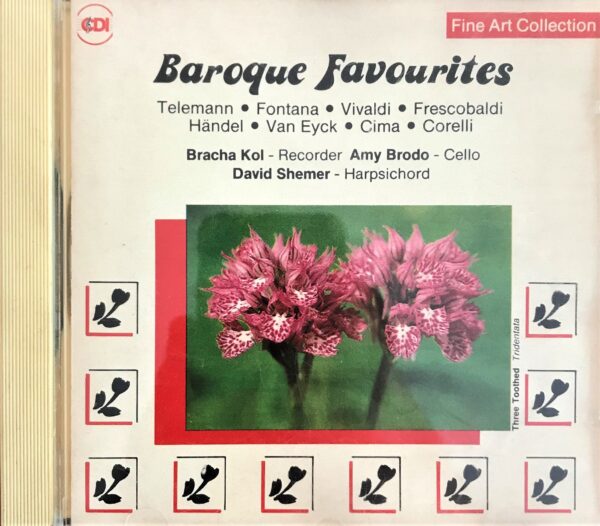 CDI
Fine Art Collection
Baroque Favourites
Telemann • Fontana • Vivaldi • Frescobaldi
Händel • Van Eyck • Cima • Corelli
Bracha Kol - Recorder Amy Brodo - Cello
David Shemer - Harpsichord
Three Toothed Tridentata